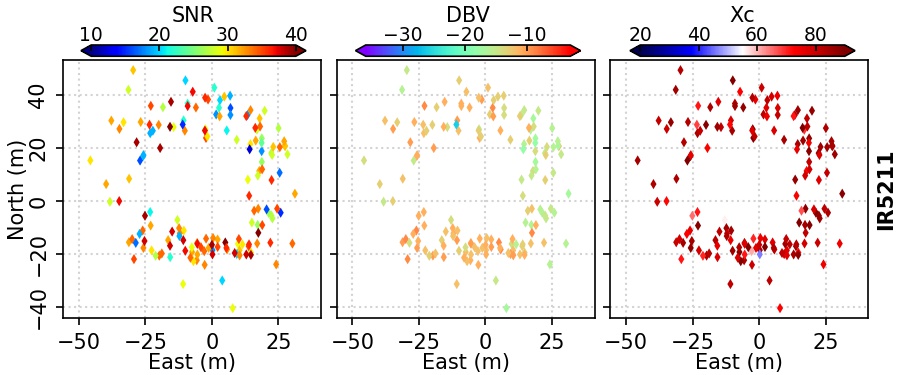 SNR DBV Xc
10 20 30 40 −30 −20 −10 20 40 60 80
40
20
0
−20
−40
North (m)
−50 −25 0 25 −50 −25 0 25 −50 −25 0 25
East (m) East (m) East (m)
IR5211